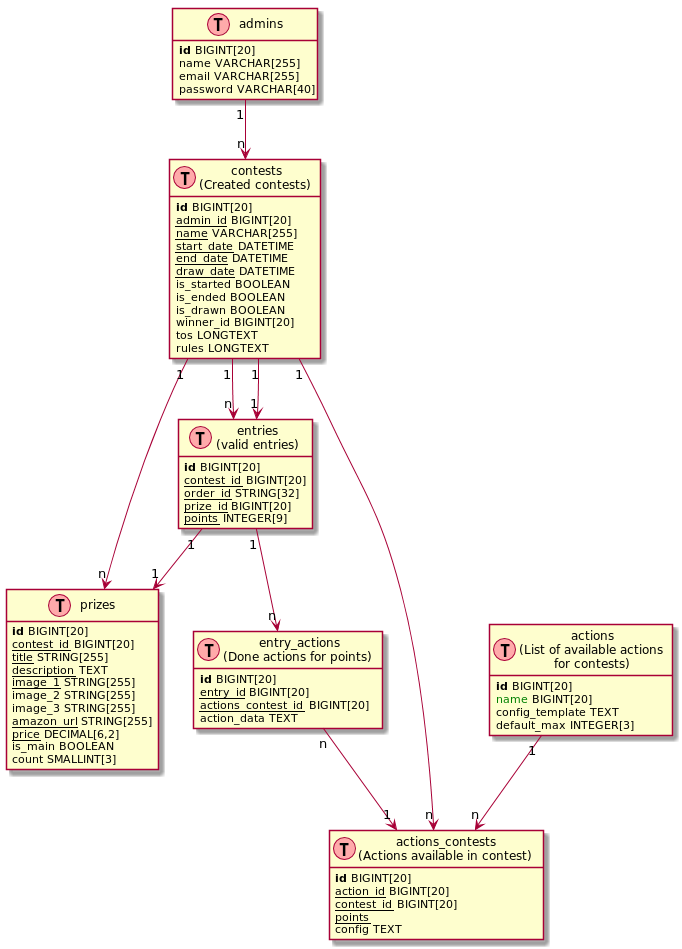 T admins
id BIGINT[20]
name VARCHAR[255]
email VARCHAR[255]
password VARCHAR[40]
1
n
T contests
(Created contests)
id BIGINT[20]
admin_id BIGINT[20]
name VARCHAR[255]
start_date DATETIME
end_date DATETIME
draw_date DATETIME
is_started BOOLEAN
is_ended BOOLEAN
is_drawn BOOLEAN
winner_id BIGINT[20]
tos LONGTEXT
rules LONGTEXT
1 1 1 1
n 1
T entries
(valid entries)
id BIGINT[20]
contest_id BIGINT[20]
order_id STRING[32]
prize_id BIGINT[20]
points INTEGER[9]
1 1
n 1
n
T prizes
id BIGINT[20]
contest_id BIGINT[20]
title STRING[255]
description TEXT
image_1 STRING[255]
image_2 STRING[255]
image_3 STRING[255]
amazon_url STRING[255]
price DECIMAL[6,2]
is_main BOOLEAN
count SMALLINT[3]
T entry_actions
(Done actions for points)
id BIGINT[20]
entry_id BIGINT[20]
actions_contest_id BIGINT[20]
action_data TEXT
T actions
(List of available actions
for contests)
id BIGINT[20]
name BIGINT[20]
config_template TEXT
default_max INTEGER[3]
n 1
1 n n
T actions_contests
(Actions available in contest)
id BIGINT[20]
action_id BIGINT[20]
contest_id BIGINT[20]
points
config TEXT